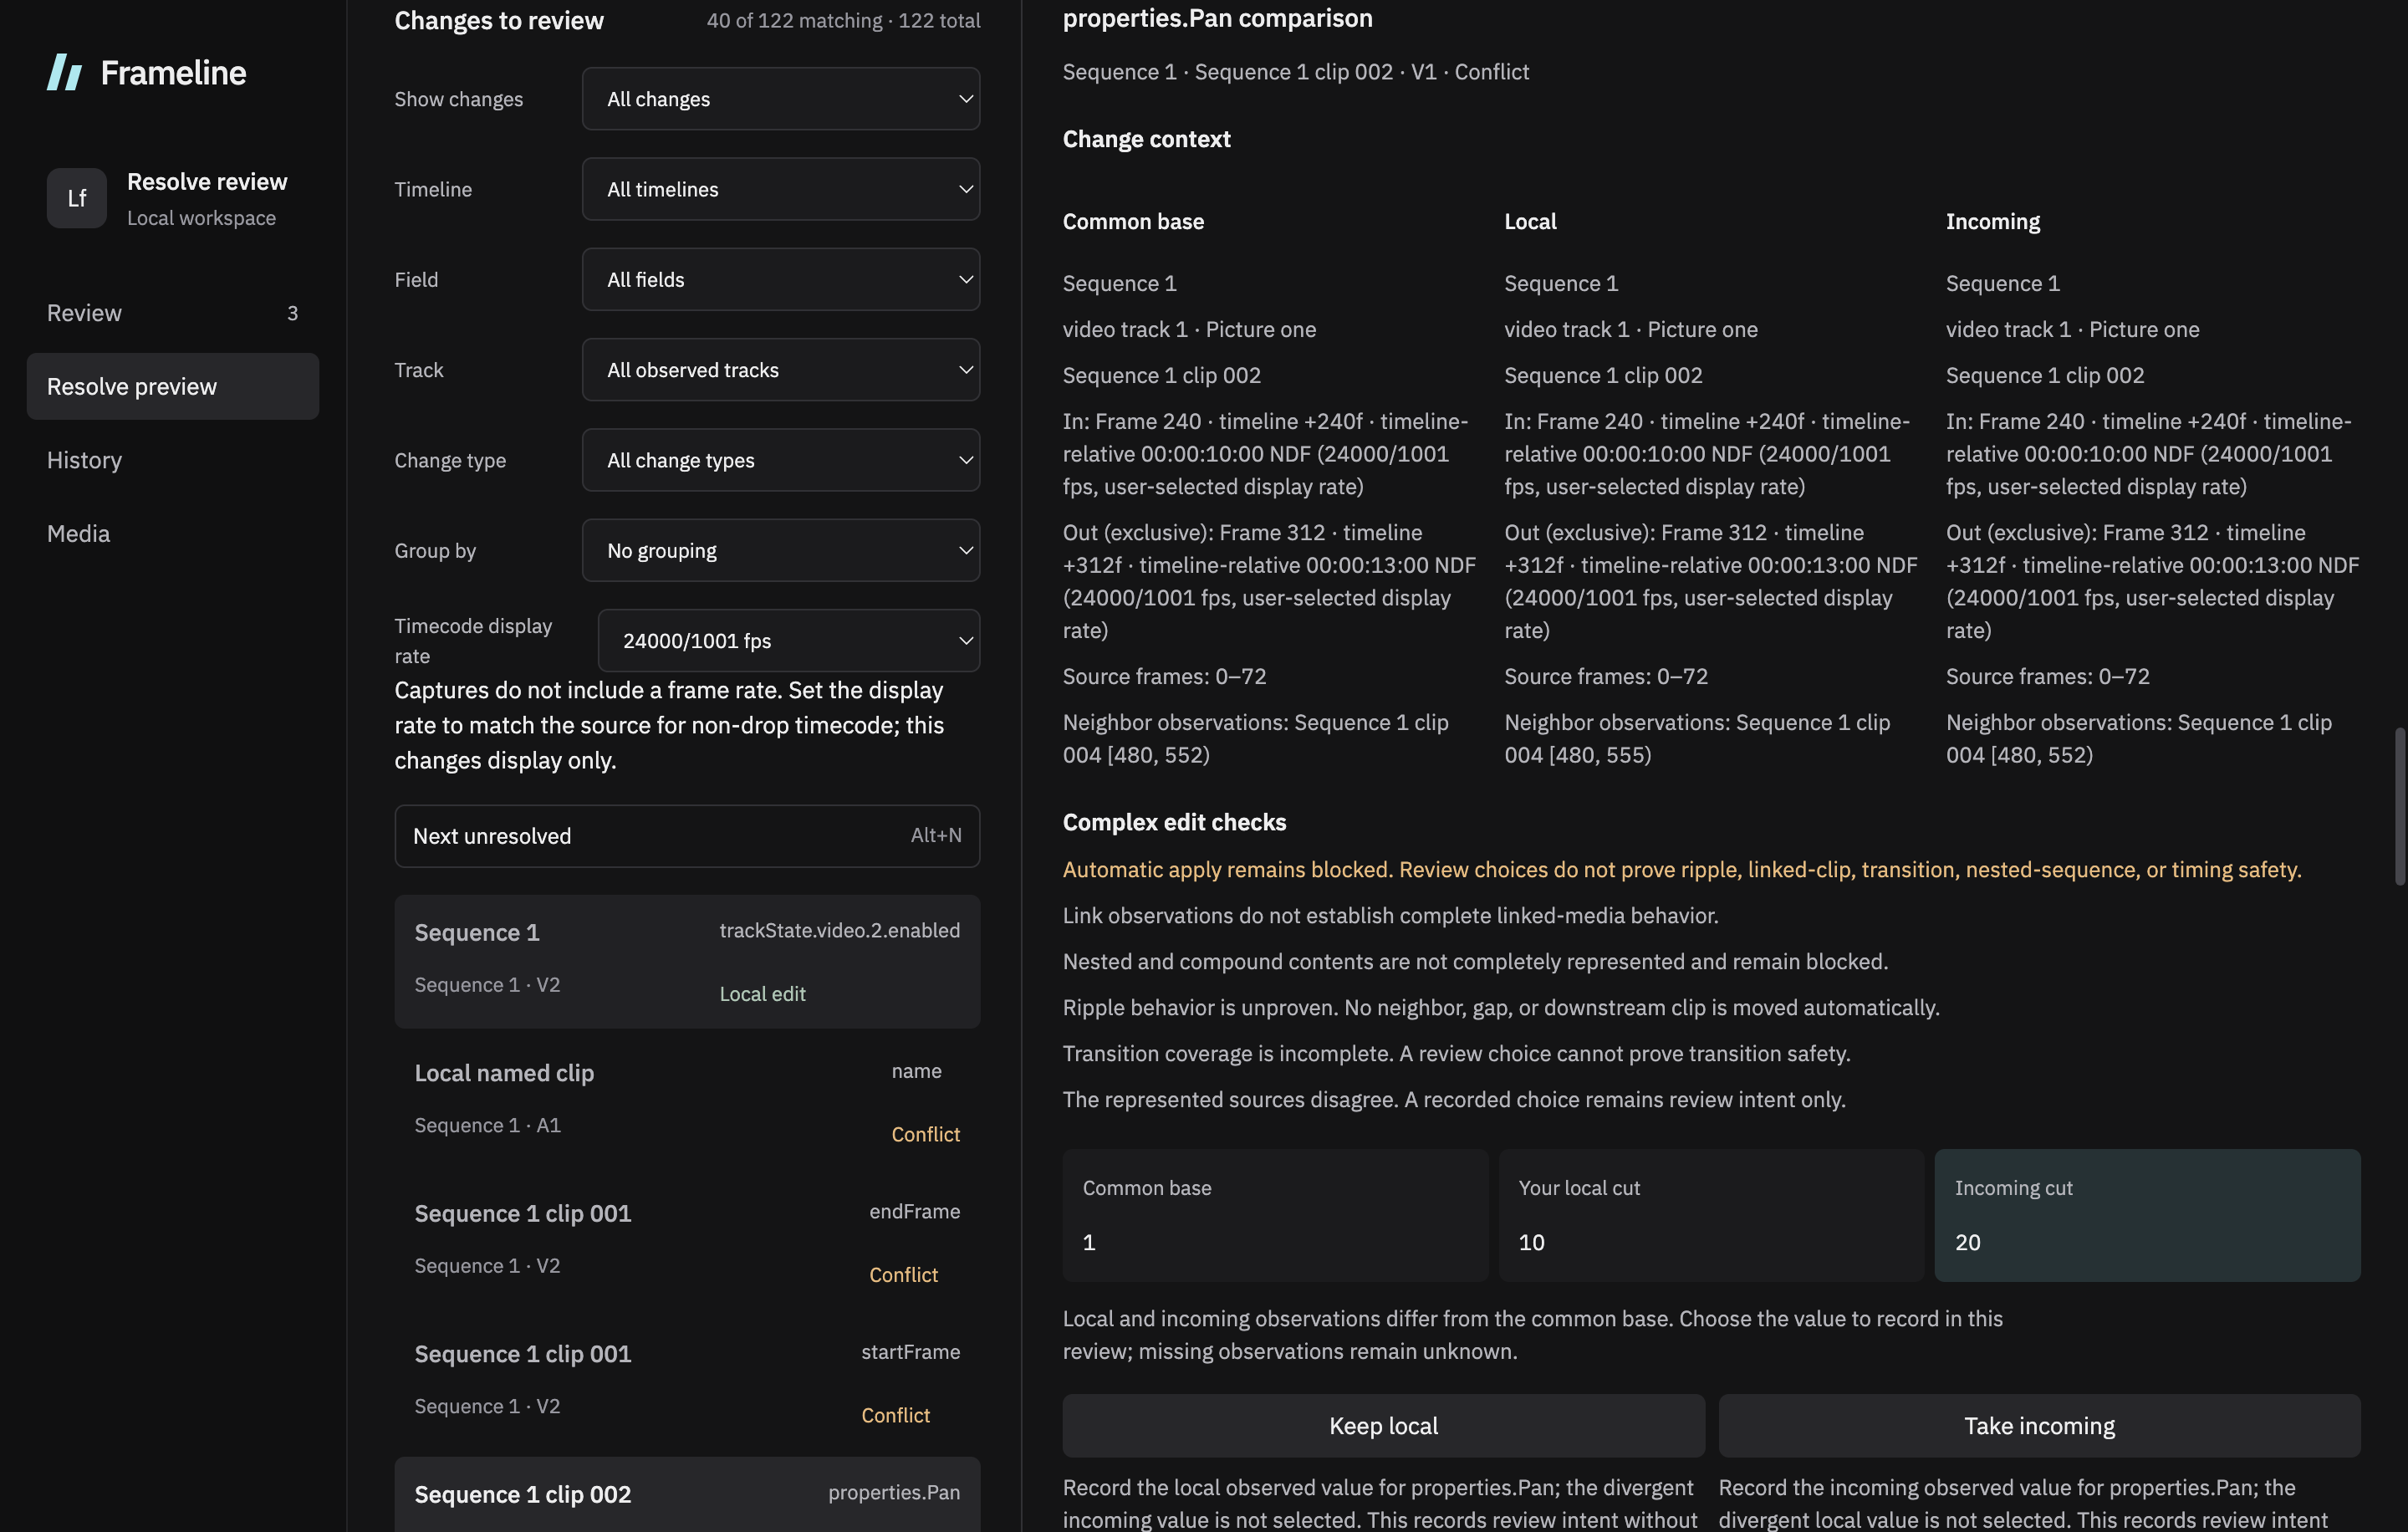 Frameline
Lf
Resolve review
Local workspace
Review 3
Resolve preview
History
Media
Changes to review 40 of 122 matching · 122 total
Show changes All changes
Timeline All timelines
Field All fields
Track All observed tracks
Change type All change types
Group by No grouping
Timecode display
rate
24000/1001 fps
Captures do not include a frame rate. Set the display
rate to match the source for non-drop timecode; this
changes display only.
Next unresolved Alt+N
Sequence 1 trackState.video.2.enabled
Sequence 1 · V2 Local edit
Local named clip name
Sequence 1 · A1 Conflict
Sequence 1 clip 001 endFrame
Sequence 1 · V2 Conflict
Sequence 1 clip 001 startFrame
Sequence 1 · V2 Conflict
Sequence 1 clip 002 properties.Pan
properties.Pan comparison
Sequence 1 · Sequence 1 clip 002 · V1 · Conflict
Change context
Common base
Sequence 1
video track 1 · Picture one
Sequence 1 clip 002
In: Frame 240 · timeline +240f · timeline-
relative 00:00:10:00 NDF (24000/1001
fps, user-selected display rate)
Out (exclusive): Frame 312 · timeline
+312f · timeline-relative 00:00:13:00 NDF
(24000/1001 fps, user-selected display
rate)
Source frames: 0–72
Neighbor observations: Sequence 1 clip
004 [480, 552)
Local
Sequence 1
video track 1 · Picture one
Sequence 1 clip 002
In: Frame 240 · timeline +240f · timeline-
relative 00:00:10:00 NDF (24000/1001
fps, user-selected display rate)
Out (exclusive): Frame 312 · timeline
+312f · timeline-relative 00:00:13:00 NDF
(24000/1001 fps, user-selected display
rate)
Source frames: 0–72
Neighbor observations: Sequence 1 clip
004 [480, 555)
Incoming
Sequence 1
video track 1 · Picture one
Sequence 1 clip 002
In: Frame 240 · timeline +240f · timeline-
relative 00:00:10:00 NDF (24000/1001
fps, user-selected display rate)
Out (exclusive): Frame 312 · timeline
+312f · timeline-relative 00:00:13:00 NDF
(24000/1001 fps, user-selected display
rate)
Source frames: 0–72
Neighbor observations: Sequence 1 clip
004 [480, 552)
Complex edit checks
Automatic apply remains blocked. Review choices do not prove ripple, linked-clip, transition, nested-sequence, or timing safety.
Link observations do not establish complete linked-media behavior.
Nested and compound contents are not completely represented and remain blocked.
Ripple behavior is unproven. No neighbor, gap, or downstream clip is moved automatically.
Transition coverage is incomplete. A review choice cannot prove transition safety.
The represented sources disagree. A recorded choice remains review intent only.
Common base
1
Your local cut
10
Incoming cut
20
Local and incoming observations differ from the common base. Choose the value to record in this
review; missing observations remain unknown.
Keep local
Record the local observed value for properties.Pan; the divergent
incoming value is not selected. This records review intent without
Take incoming
Record the incoming observed value for properties.Pan; the
divergent local value is not selected. This records review intent